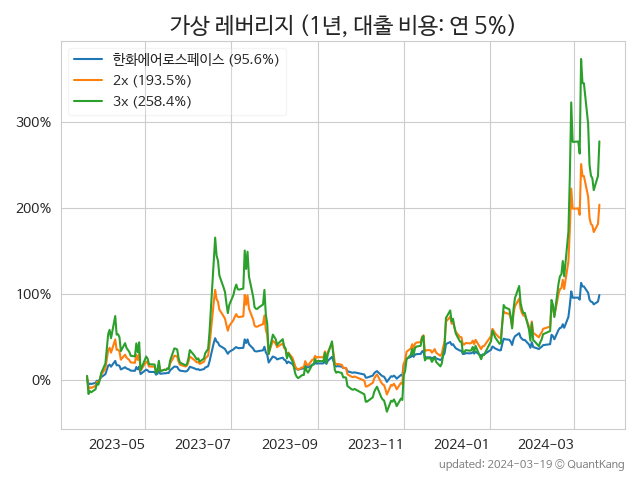 가상 레버리지 (1년, 대출 비용: 연 5%)
한화에어로스페이스 (95.6%)
2x (193.5%)
3x (258.4%)
300%
200%
100%
0%
2023-05
2023-07
2023-09
2023-11
2024-01
2024-03
updated: 2024-03-19 © QuantKang